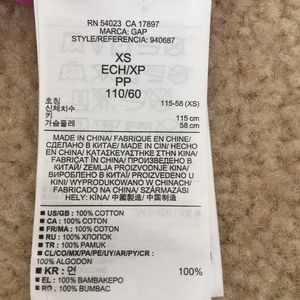 RN 54023 CA 17897
MARCA: GAP
STYLE/REFERENCIA: 940687
XS
ECH/XP
PP
110/60
호칭 115-58 (XS)
신체치수
키 115 cm
가슴둘레 58 cm
MADE IN CHINA/ FABRIQUE EN CHINE/
СДЕЛАНО В КИТАЕ/ MADE IN CIN/ HECHO
EN CHINA/ ΚΑΤΑΣΚΕΥΑΣΤΗΚΕ ΣΤΗΝ ΚΙΝΑ/
FABRICAT ÎN CHINA/ ПРОИЗВЕДЕНО В
КИТАЙ/ ZEMLJA PROIZVODNJE: KINA/
ВИРОБЛЕНО В КИТАЇ/ PROIZVEDENO U
KINI/ WYPRODUKOWANO W CHINACH/
FABRICADO NA CHINA/ SZÁRMAZÁSI
HELY: KÍNA/ 中國製造/ 中国制造
US/GB : 100% COTTON
CA : 100% COTON
FR/MA : 100% COTON
RU : 100% ХЛОПОК
TR : 100% PAMUK
CL/CO/MX/PA/PE/UY/AR/PY/CR :
100% ALGODON
KR : 면 100%
EL : 100% ΒΑΜΒΑΚΕΡΟ
RO : 100% BUMBAC